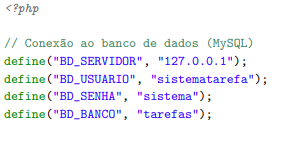 <?php
// Conexão ao banco de dados (MySQL)
define("BD_SERVIDOR", "127.0.0.1");
define("BD_USUARIO", "sistematarefa");
define("BD_SENHA", "sistema");
define("BD_BANCO", "tarefas");